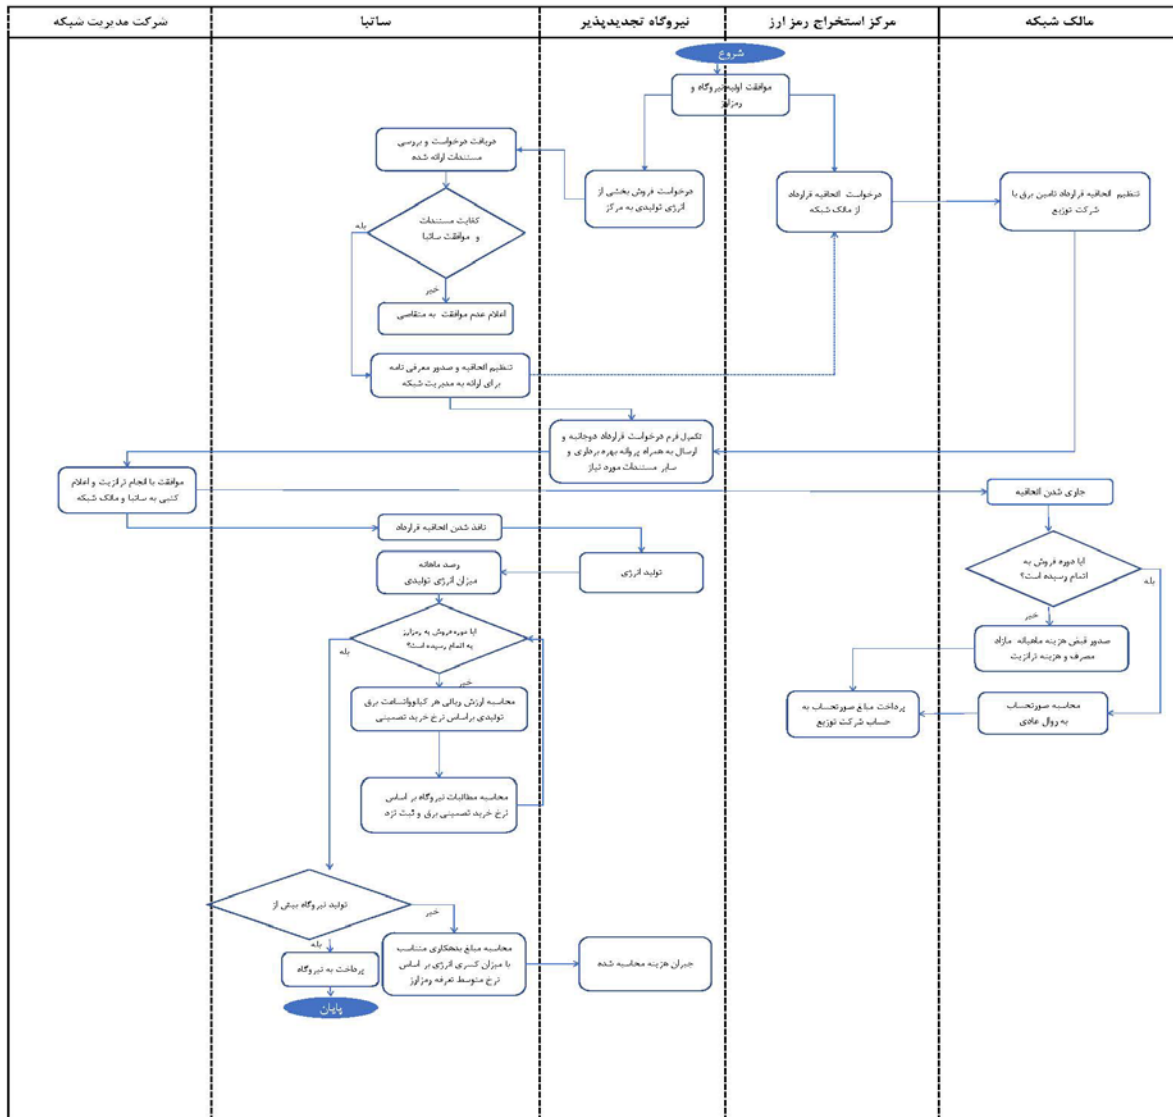 مالک شبکه
مرکز استخراج رمز ارز
نیروگاه تجدیدپذیر
ساتبا
شرکت مدیریت شبکه
شروع
موافقت اولیه نیروگاه و
رمزارز
دریافت درخواست و بررسی
مستندات ارائه شده
درخواست فروش بخشی از
انرژی تولیدی به مرکز
درخواست الحاقیه قرارداد
از مالک شبکه
تنظیم الحاقیه قرارداد تامین برق با
شرکت توزیع
کفایت مستندات
و موافقت ساتبا
بله
خیر
اعلام عدم موافقت به متقاضی
تنظیم الحاقیه و صدور معرفی نامه
برای ارائه به مدیریت شبکه
تکمیل فرم درخواست قرارداد دوجانبه و
ارسال به همراه پروانه بهره برداری و
سایر مستندات مورد نیاز
موافقت با انجام ترانزیت و اعلام
کتبی به ساتبا و مالک شبکه
جاری شدن الحاقیه
نافذ شدن الحاقیه قرارداد
تولید انرژی
رصد ماهانه
میزان انرژی تولیدی
ایا دوره فروش به
اتمام رسیده است؟
بله
خیر
ایا دوره فروش به رمزارز
به اتمام رسیده است؟
بله
خیر
صدور قبض هزینه ماهیانه مازاد
مصرف و هزینه ترانزیت
محاسبه ارزش ریالی هر کیلوواتساعت برق
تولیدی براساس نرخ خرید تضمینی
پرداخت مبلغ صورتحساب به
حساب شرکت توزیع
محاسبه صورتحساب
به روال عادی
محاسبه مطالبات نیروگاه بر اساس
نرخ خرید تضمینی برق و ثبت نزد
تولید نیروگاه بیش از
خیر
بله
محاسبه مبلغ بدهکاری متناسب
با میزان کسری انرژی بر اساس
نرخ متوسط تعرفه رمزارز
جبران هزینه محاسبه شده
پرداخت به نیروگاه
پایان